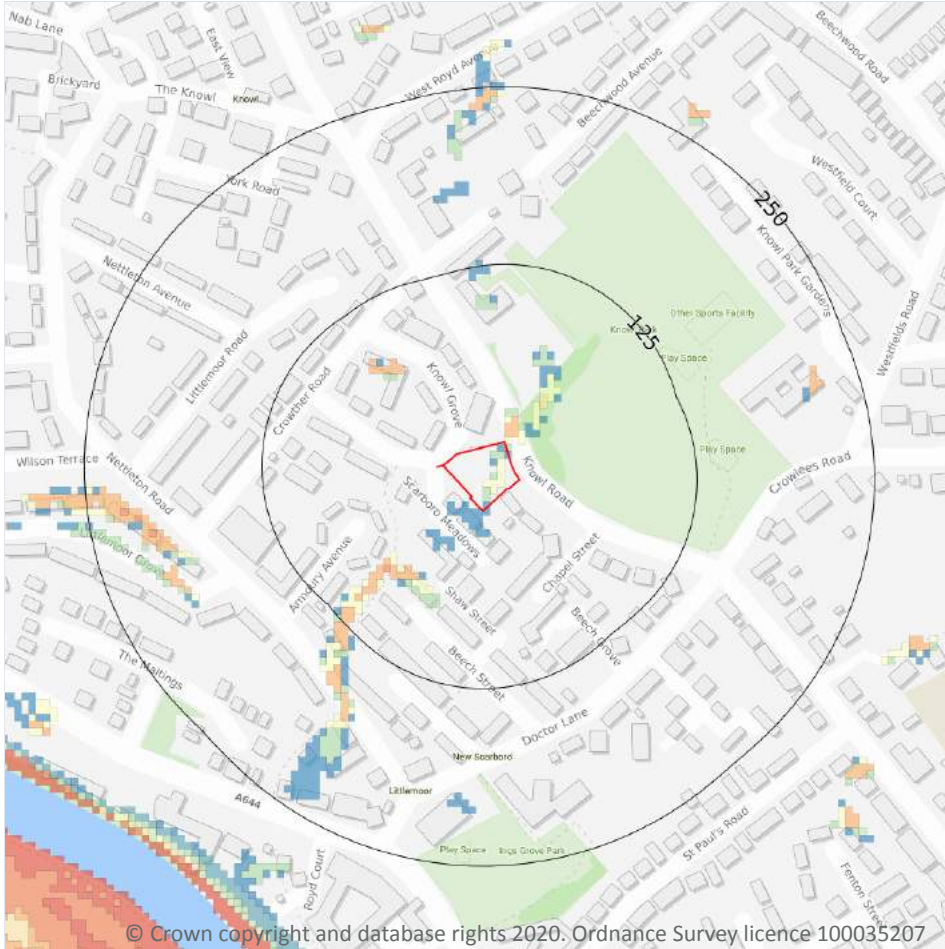 Nab Lane
East View
West Royd Avenue
Beechwood Road
Brickyard
The Knowl
Knowl
Beechwood Avenue
York Road
Westfield Court
250
Knowl Park Gardens
Nettleton Avenue
Other Sports Facility
125
Play Space
Westfields Road
Littlemoor Road
Knowl Grove
Crowther Road
Play Space
Wilson Terrace
Nettleton Road
Knowl Road
Crowlees Road
Scarboro Meadows
Littlemoor Grove
Armoury Avenue
Chapel Street
Shaw Street
Beech Grove
The Maltings
Beech Street
Doctor Lane
New Scarboro
Littlemoor
A644
Play Space
Ings Grove Park
St Paul's Road
Royd Court
Fenton Street
© Crown copyright and database rights 2020. Ordnance Survey licence 100035207